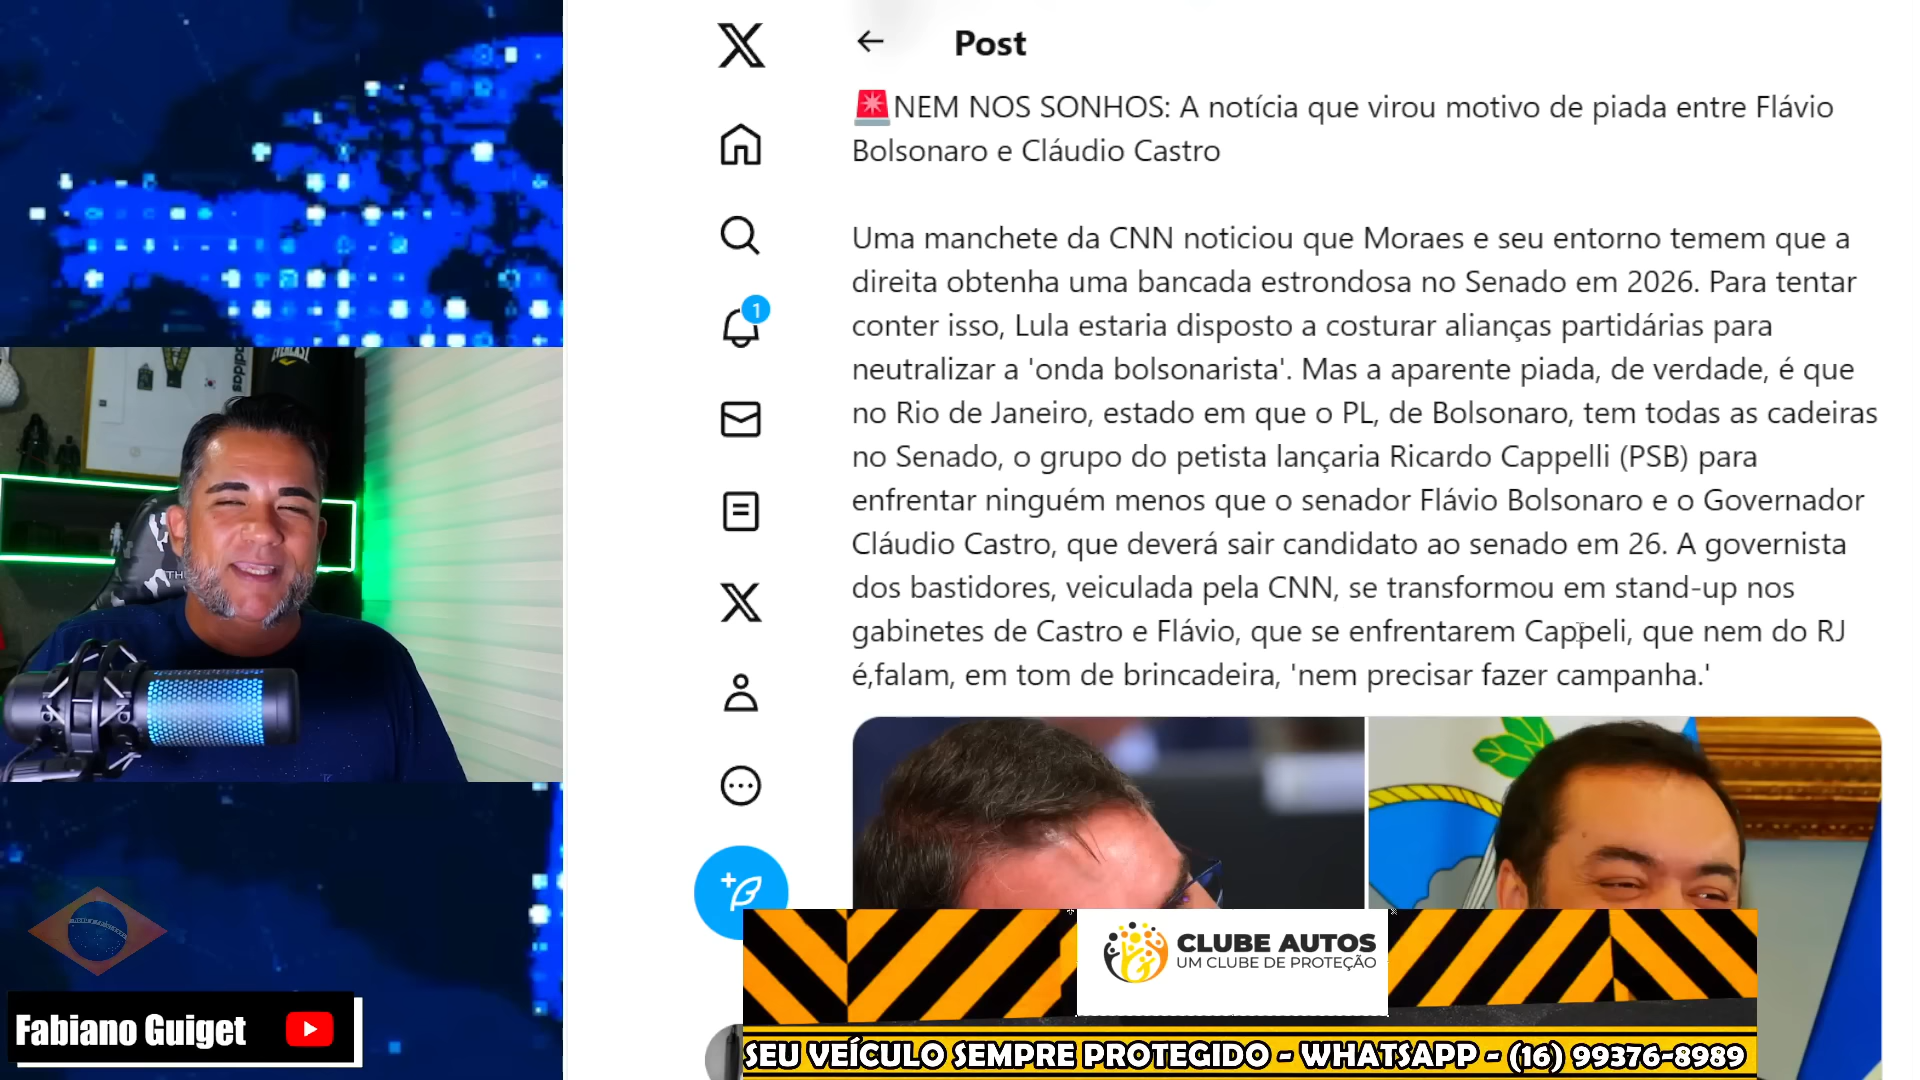 Post
NEM NOS SONHOS: A notícia que virou motivo de piada entre Flávio
Bolsonaro e Cláudio Castro
Uma manchete da CNN noticiou que Moraes e seu entorno temem que a
direita obtenha uma bancada estrondosa no Senado em 2026. Para tentar
conter isso, Lula estaria disposto a costurar alianças partidárias para
neutralizar a 'onda bolsonarista'. Mas a aparente piada, de verdade, é que
no Rio de Janeiro, estado em que o PL, de Bolsonaro, tem todas as cadeiras
no Senado, o grupo do petista lançaria Ricardo Cappelli (PSB) para
enfrentar ninguém menos que o senador Flávio Bolsonaro e o Governador
Cláudio Castro, que deverá sair candidato ao senado em 26. A governista
dos bastidores, veiculada pela CNN, se transformou em stand-up nos
gabinetes de Castro e Flávio, que se enfrentarem Cappeli, que nem do RJ
é,falam, em tom de brincadeira, 'nem precisar fazer campanha.'
1
EVERLAST
adidas
TH
Fabiano Guiget
CLUBE AUTOS
UM CLUBE DE PROTEÇÃO
SEU VEÍCULO SEMPRE PROTEGIDO - WHATSAPP - (16) 99376-8989